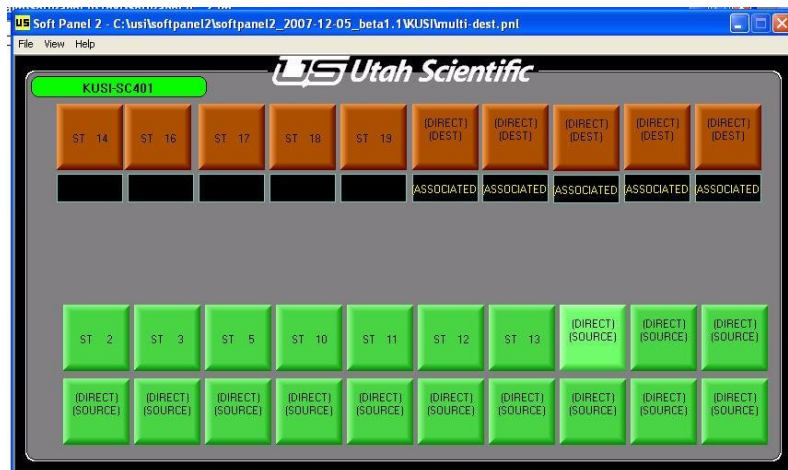 Soft Panel 2 - C:\usi\softpanel2\softpanel2_2007-12-05_beta1.1\KUSI\multi-dest.pnl
File View Help
US Utah Scientific
KUSI-SC401
ST 14 ST 16 ST 17 ST 18 ST 19 (DIRECT) (DIRECT) (DIRECT) (DIRECT) (DIRECT)
(DEST) (DEST) (DEST) (DEST) (DEST)
(ASSOCIATED (ASSOCIATED (ASSOCIATED (ASSOCIATED (ASSOCIATED
ST 2 ST 3 ST 5 ST 10 ST 11 ST 12 ST 13 (DIRECT) (DIRECT) (DIRECT)
(SOURCE) (SOURCE) (SOURCE)
(DIRECT) (DIRECT) (DIRECT) (DIRECT) (DIRECT) (DIRECT) (DIRECT) (DIRECT) (DIRECT) (DIRECT)
(SOURCE) (SOURCE) (SOURCE) (SOURCE) (SOURCE) (SOURCE) (SOURCE) (SOURCE) (SOURCE) (SOURCE)